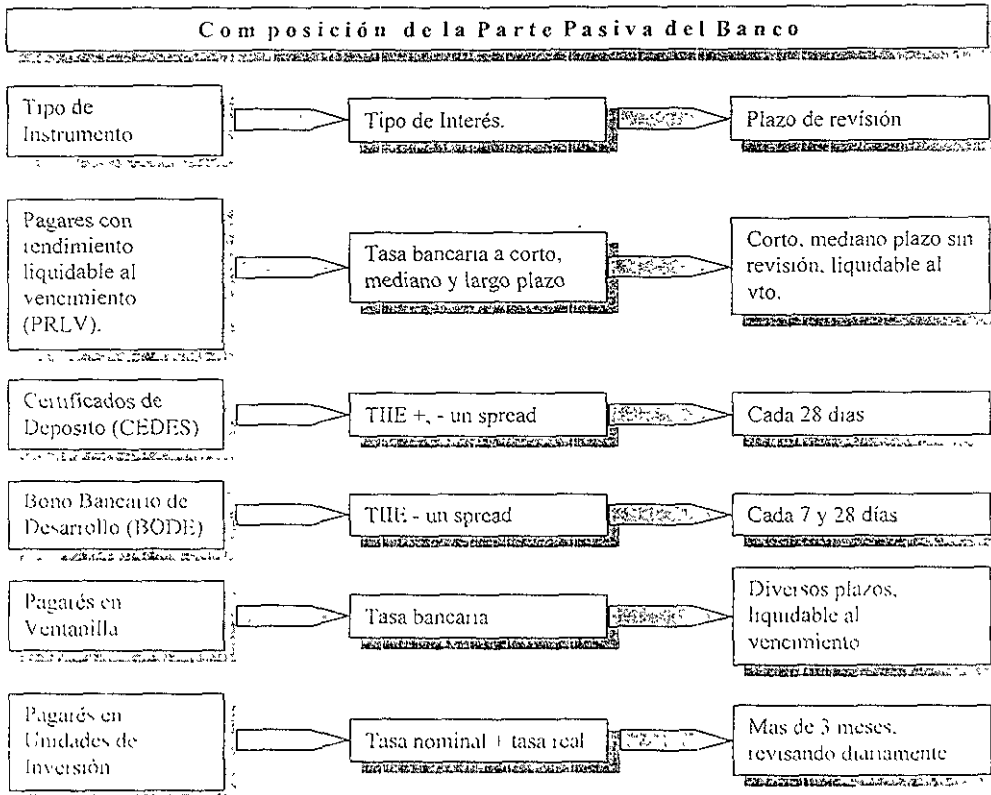 Composición de la Parte Pasiva del Banco
Tipo de
Instrumento
Tipo de Interés.
Plazo de revisión
Pagares con
rendimiento
liquidable al
vencimiento
(PRLV).
Tasa bancaria a corto,
mediano y largo plazo
Corto, mediano plazo sin
revisión, liquidable al
vto.
Certificados de
Deposito (CEDES)
TIIE +, - un spread
Cada 28 dias
Bono Bancario de
Desarrollo (BODE)
TIIE - un spread
Cada 7 y 28 días
Pagarés en
Ventanilla
Tasa bancaria
Diversos plazos,
liquidable al
vencimiento
Pagarés en
Unidades de
Inversión
Tasa nominal + tasa real
Mas de 3 meses,
revisando diariamente